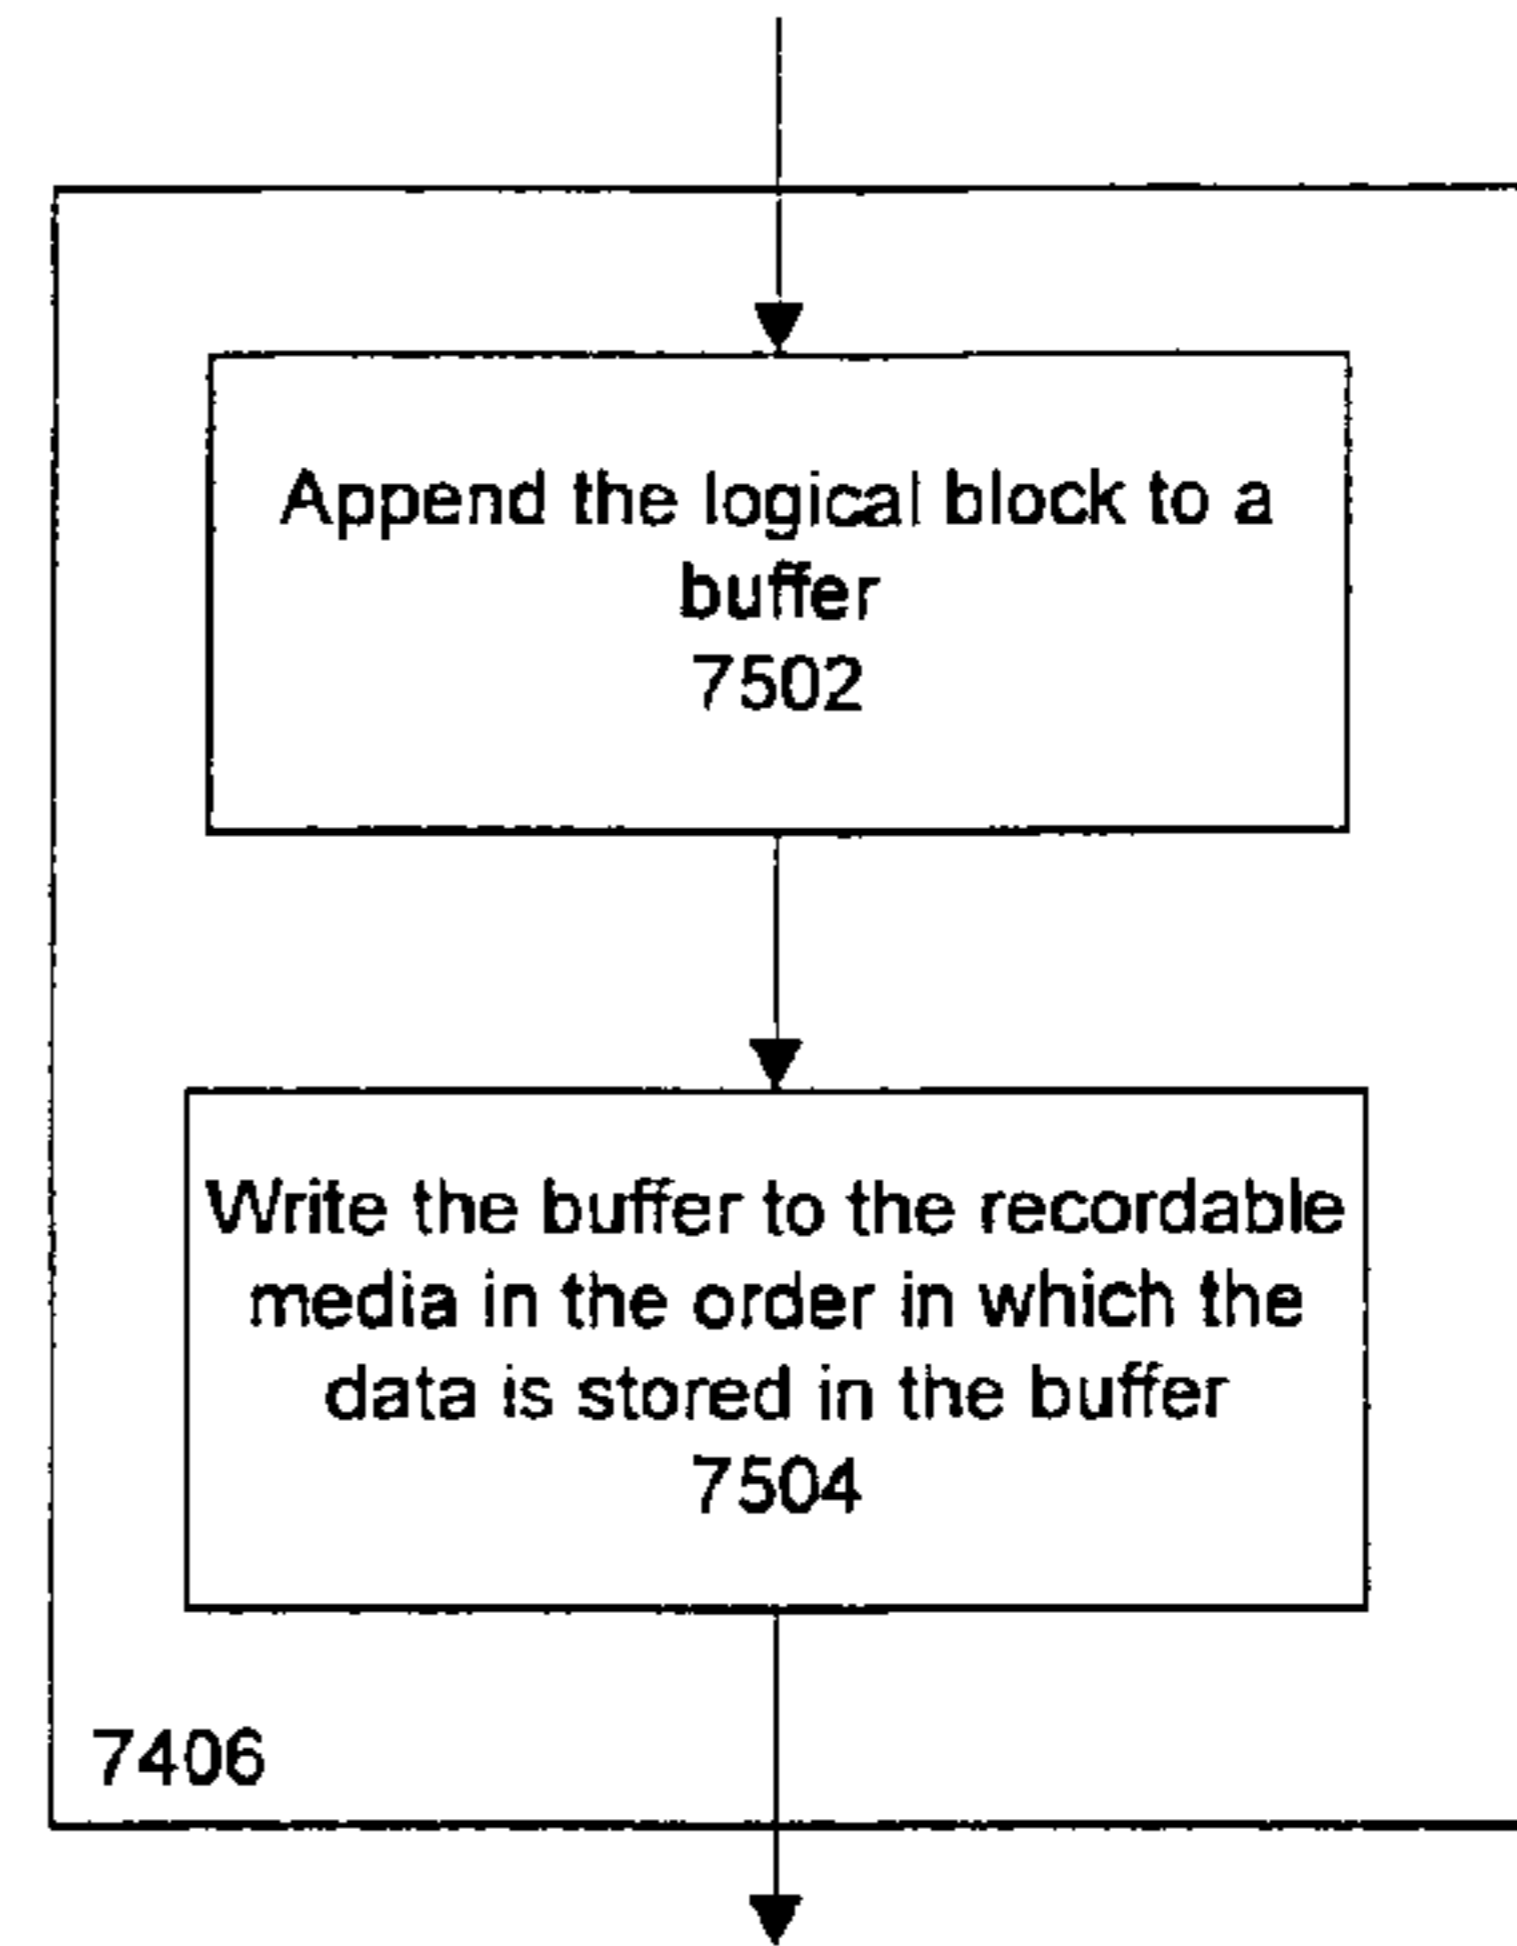 Append the logical block to a
buffer
7502
Write the buffer to the recordable
media in the order in which the
data is stored in the buffer
7504
7406